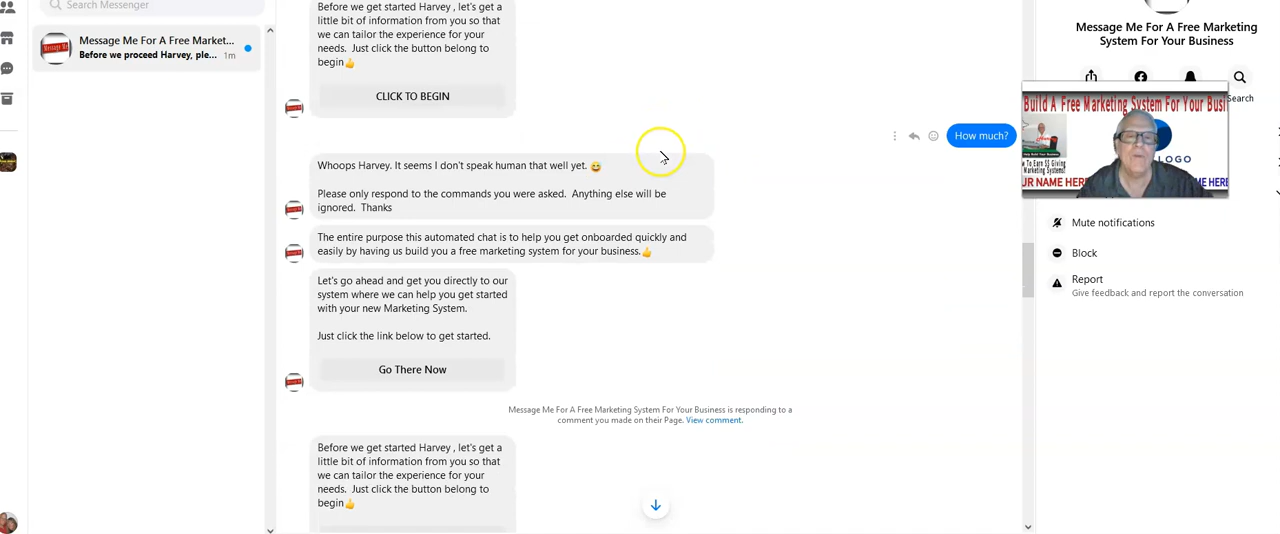 Search Messenger
Message Me For A Free Market...
Before we proceed Harvey, ple... 1m
Before we get started Harvey , let's get a
little bit of information from you so that
we can tailor the experience for your
needs. Just click the button belong to
begin👍
CLICK TO BEGIN
How much?
Whoops Harvey. It seems I don't speak human that well yet. 😅
Please only respond to the commands you were asked. Anything else will be
ignored. Thanks
The entire purpose this automated chat is to help you get onboarded quickly and
easily by having us build you a free marketing system for your business.👍
Let's go ahead and get you directly to our
system where we can help you get started
with your new Marketing System.
Just click the link below to get started.
Go There Now
Message Me For A Free Marketing System For Your Business is responding to a
comment you made on their Page. View comment.
Before we get started Harvey , let's get a
little bit of information from you so that
we can tailor the experience for your
needs. Just click the button belong to
begin👍
Message Me For A Free Marketing
System For Your Business
Search
Build A Free Marketing System For Your Busi
LOGO
UR NAME HERE
ME HERE
Mute notifications
Block
Report
Give feedback and report the conversation